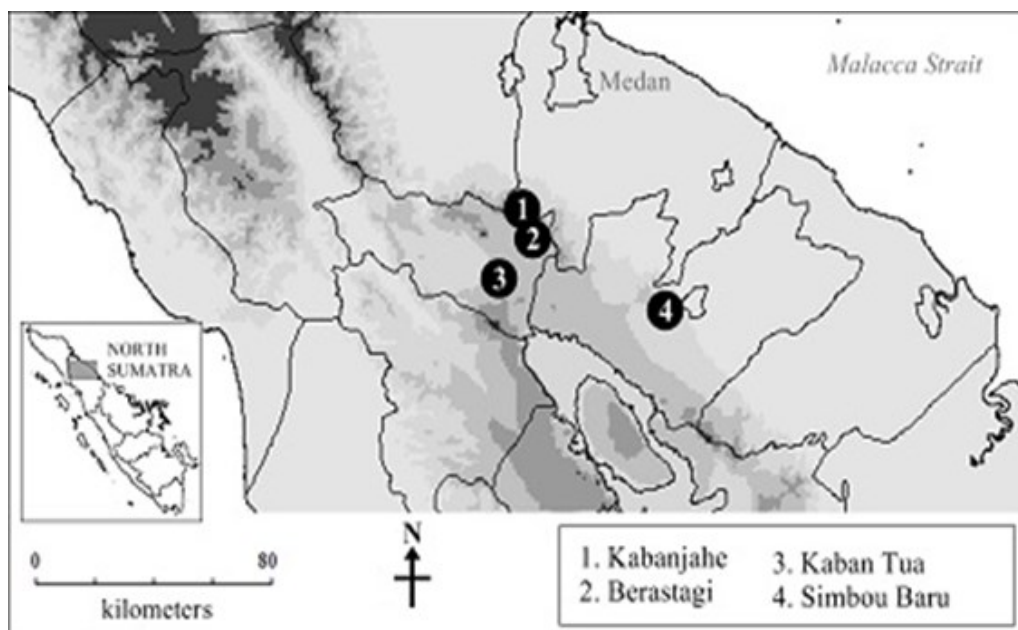 Malacca Strait
Medan
1
2
3
4
NORTH
SUMATRA
N
0 80
kilometers
1. Kabanjahe
2. Berastagi
3. Kaban Tua
4. Simbou Baru